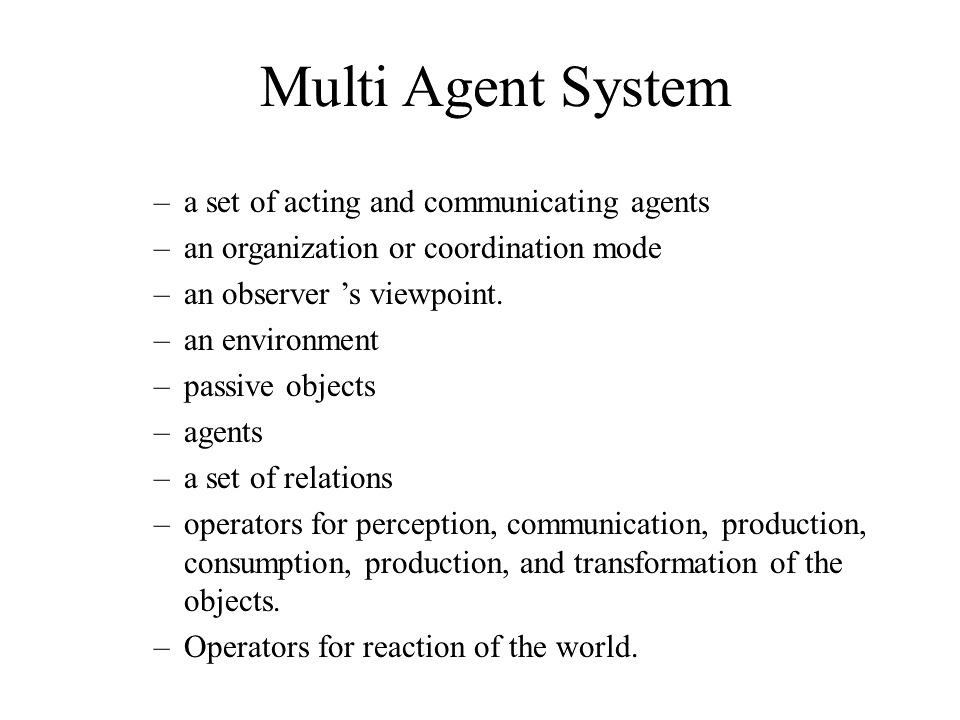 Multi Agent System
– a set of acting and communicating agents
– an organization or coordination mode
– an observer ’s viewpoint.
– an environment
– passive objects
– agents
– a set of relations
– operators for perception, communication, production,
consumption, production, and transformation of the
objects.
– Operators for reaction of the world.